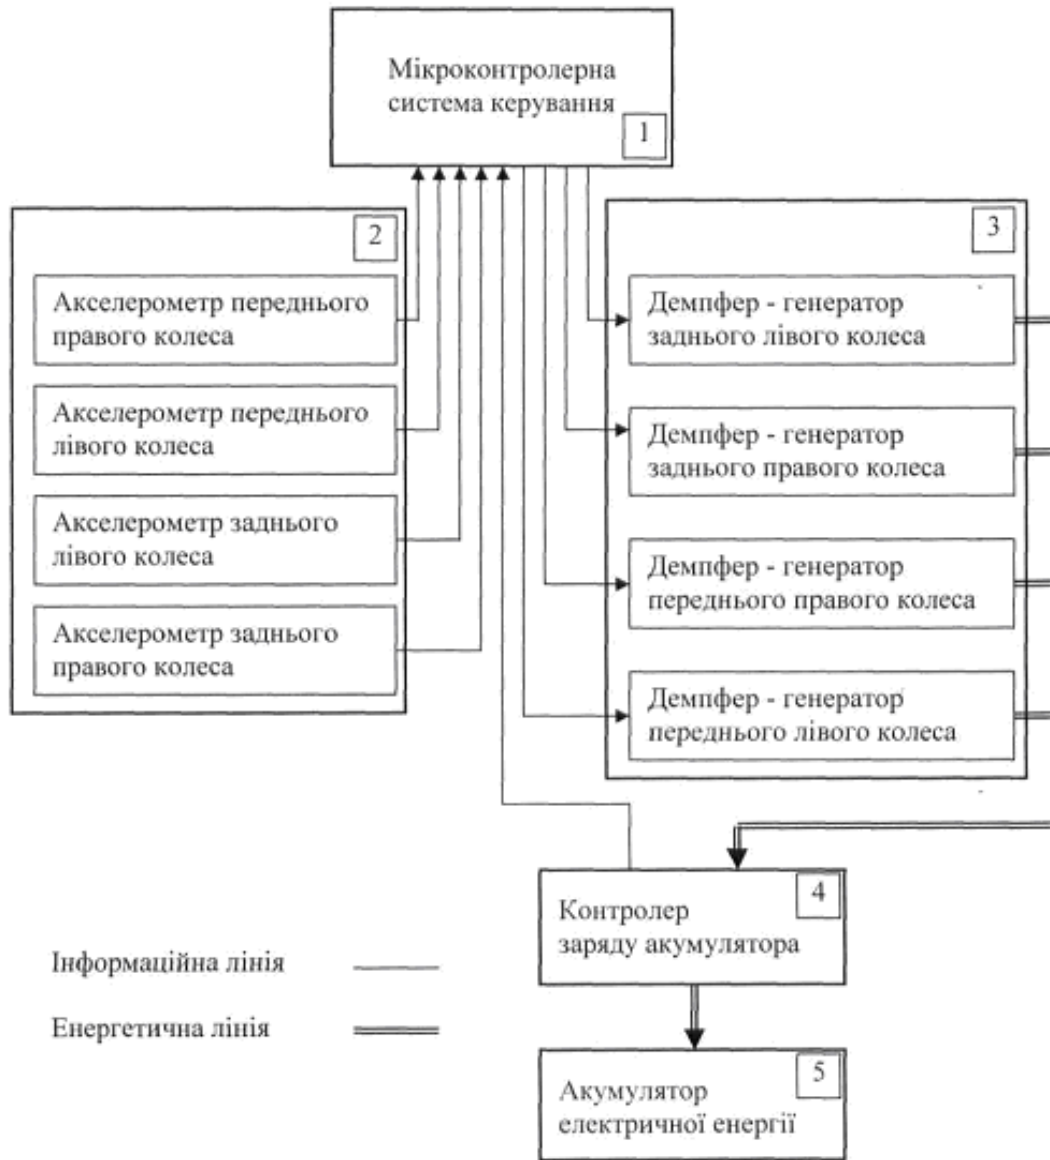 Мікроконтролерна
система керування
1
2
Акселерометр переднього
правого колеса
Акселерометр переднього
лівого колеса
Акселерометр заднього
лівого колеса
Акселерометр заднього
правого колеса
3
Демпфер - генератор
заднього лівого колеса
Демпфер - генератор
заднього правого колеса
Демпфер - генератор
переднього правого колеса
Демпфер - генератор
переднього лівого колеса
4
Контролер
заряду акумулятора
Інформаційна лінія
Енергетична лінія
5
Акумулятор
електричної енергії